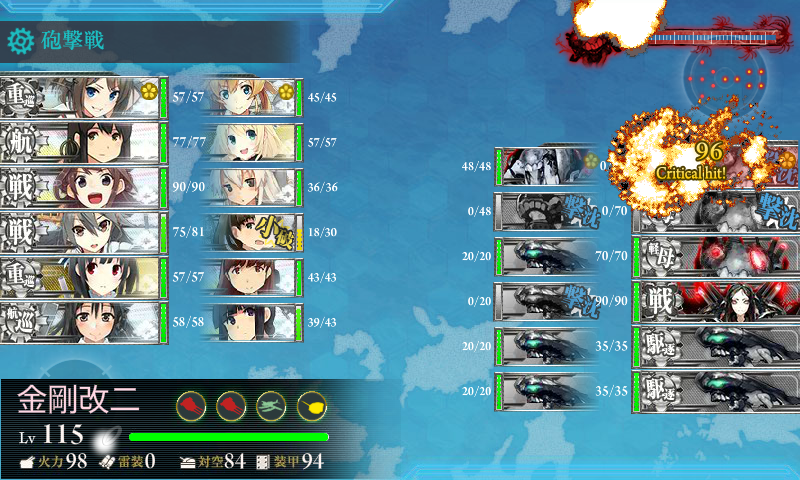 砲撃戦
重巡 57/57 45/45
航 77/77 57/57
戦 90/90 36/36
戦 75/81 小破 18/30
重巡 57/57 43/43
航巡 58/58 39/43
48/48 0
96
Critical hit!
0/48 撃沈 0/70 撃沈
20/20 70/70 軽母
0/20 撃沈 90/90 戦
20/20 35/35 駆逐
20/20 35/35 駆逐
金剛改二
Lv 115
火力98 雷装0 対空84 装甲94